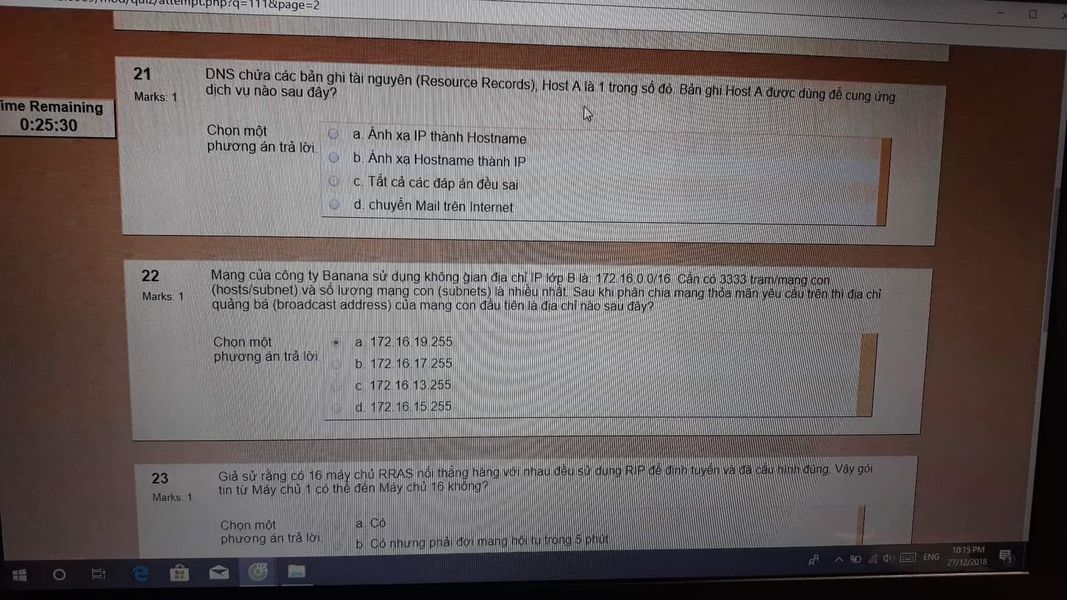 attempt.php?q=111&page=2
21
Marks: 1
DNS chứa các bản ghi tài nguyên (Resource Records), Host A là 1 trong số đó. Bản ghi Host A được dùng để cung ứng
dịch vụ nào sau đây?
ime Remaining
0:25:30
Chọn một
phương án trả lời.
a. Ánh xạ IP thành Hostname
b. Ánh xạ Hostname thành IP
c. Tất cả các đáp án đều sai
d. chuyển Mail trên Internet
22
Marks: 1
Mạng của công ty Banana sử dụng không gian địa chỉ IP lớp B là: 172.16.0.0/16. Cần có 3333 trạm/mạng con
(hosts/subnet) và số lượng mạng con (subnets) là nhiều nhất. Sau khi phân chia mạng thỏa mãn yêu cầu trên thì địa chỉ
quảng bá (broadcast address) của mạng con đầu tiên là địa chỉ nào sau đây?
Chọn một
phương án trả lời
a. 172.16.19.255
b. 172.16.17.255
c. 172.16.13.255
d. 172.16.15.255
23
Marks: 1
Giả sử rằng có 16 máy chủ RRAS nối thẳng hàng với nhau đều sử dụng RIP để định tuyến và đã cấu hình đúng. Vậy gói
tin từ Máy chủ 1 có thể đến Máy chủ 16 không?
Chọn một
phương án trả lời.
a. Có
b. Có nhưng phải đợi mạng hội tụ trong 5 phút
ENG
10:15 PM
27/12/2018